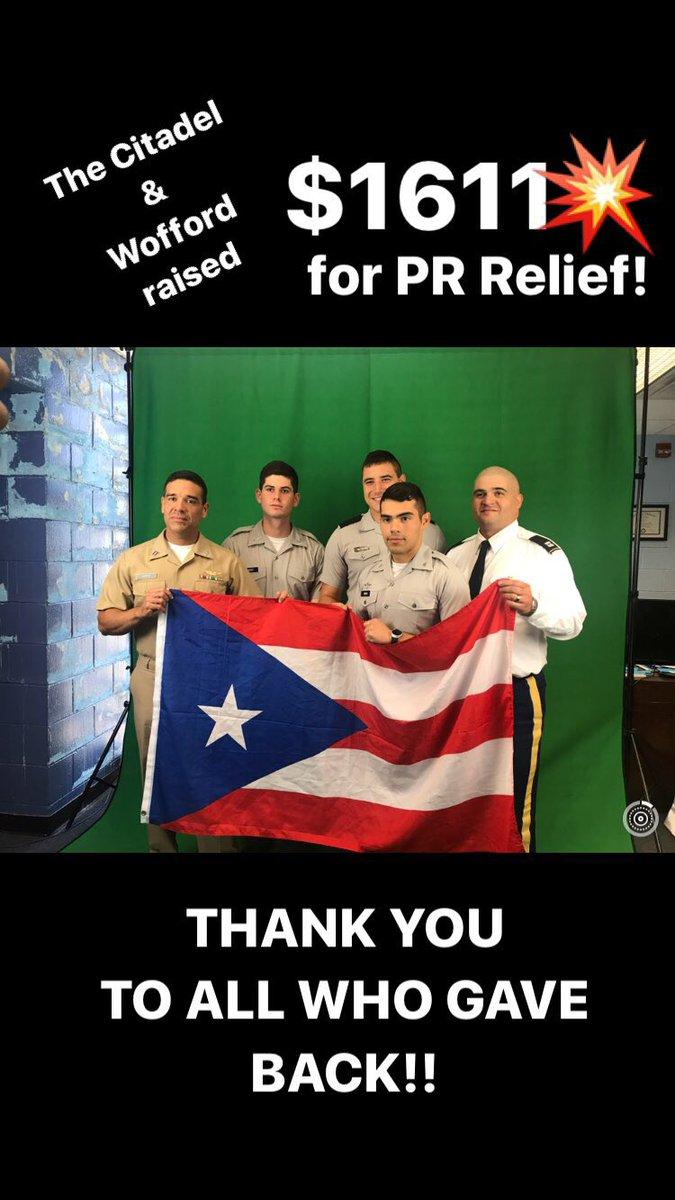 The Citadel
&
Wofford
raised
$1611
for PR Relief!
THANK YOU
TO ALL WHO GAVE
BACK!!